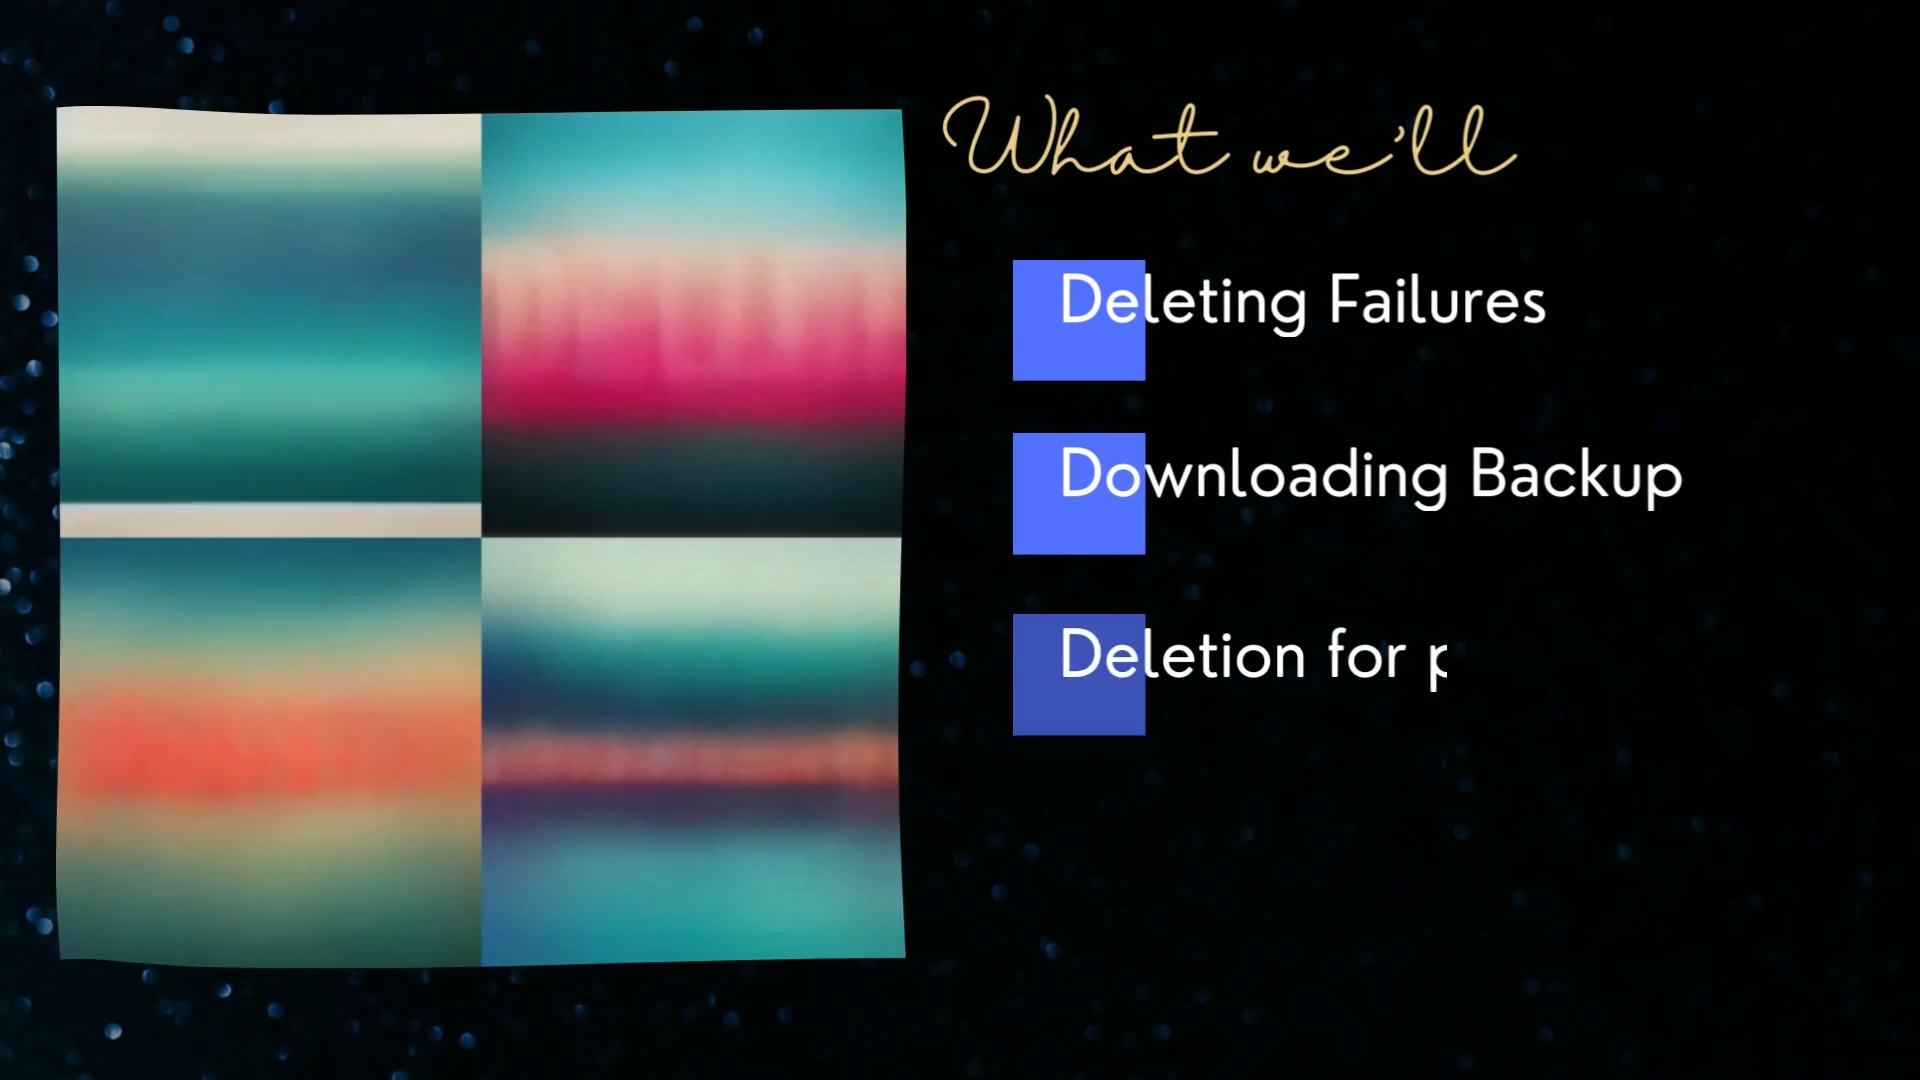 What we'll
Deleting Failures
Downloading Backup
Deletion for